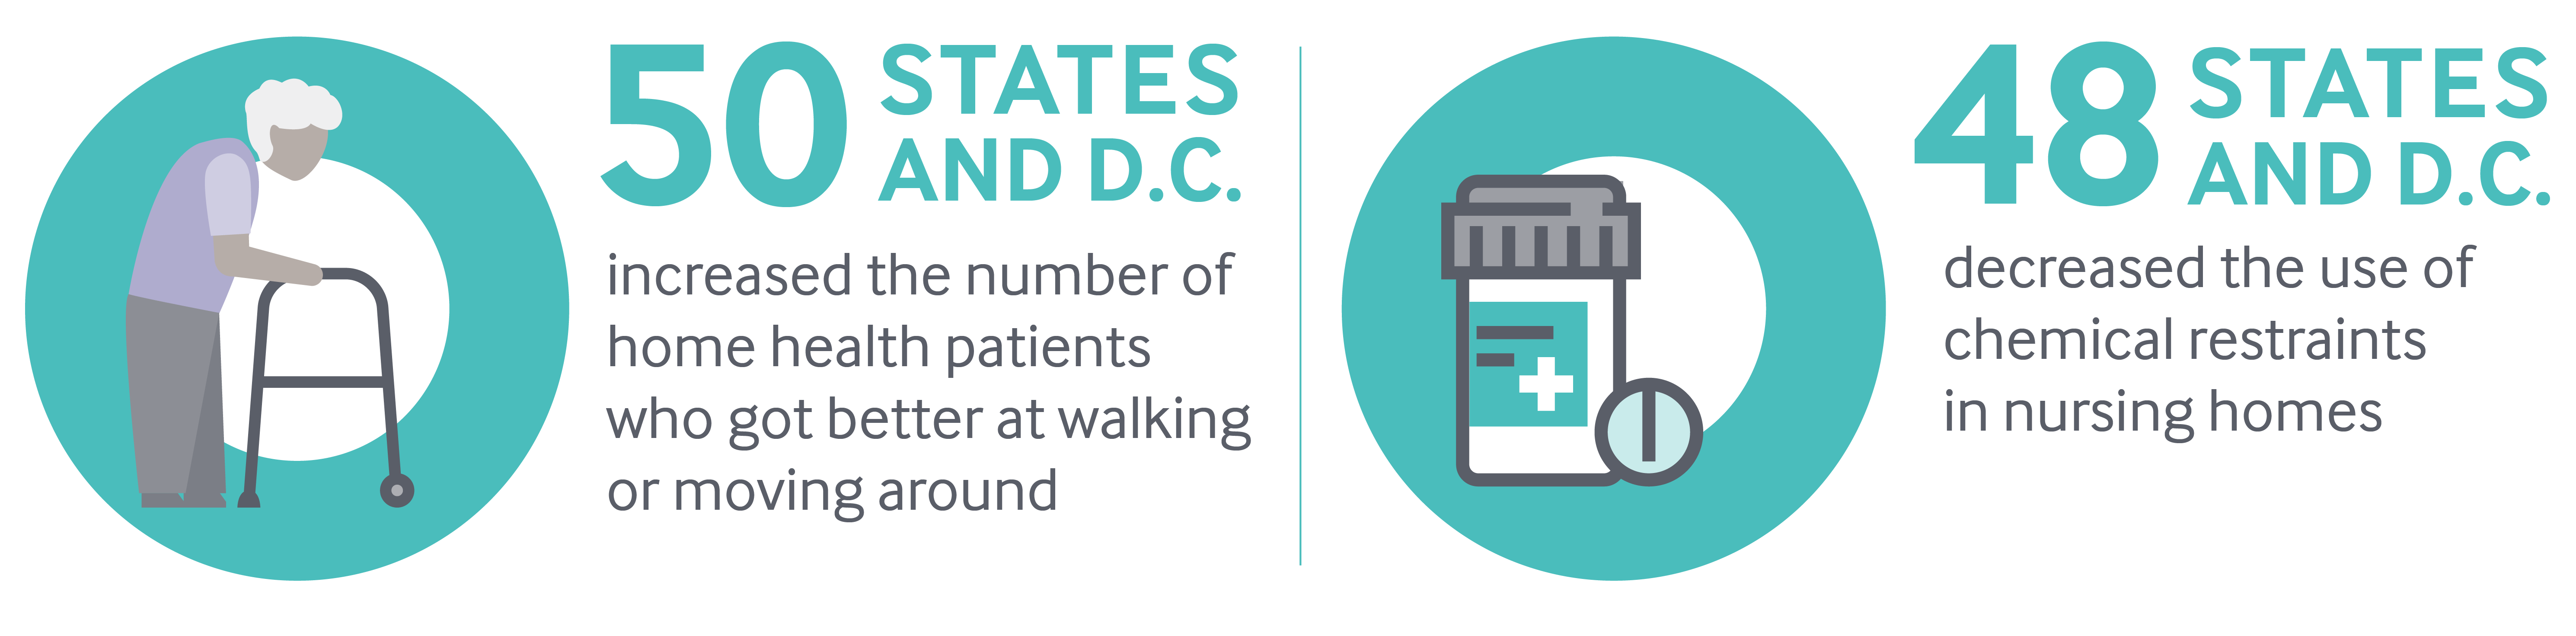 50 STATES
AND D.C.
increased the number of
home health patients
who got better at walking
or moving around
48 STATES
AND D.C.
decreased the use of
chemical restraints
in nursing homes